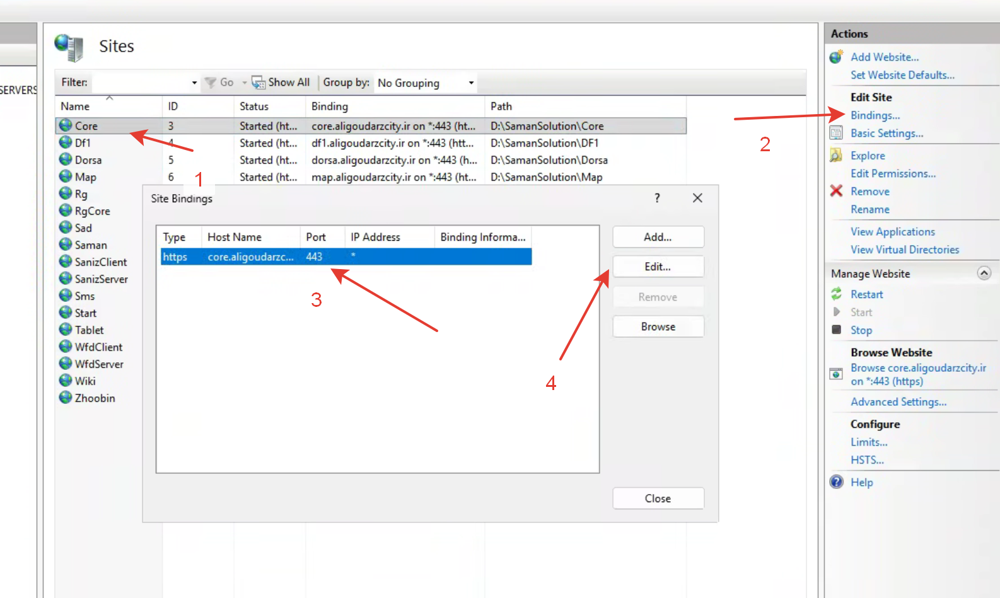 SERVERS
Sites
Filter: Go Show All Group by: No Grouping
Name ID Status Binding Path
Core 3 Started (ht... core.aligoudarzcity.ir on *:443 (ht... D:\SamanSolution\Core
Df1 4 Started (ht... df1.aligoudarzcity.ir on *:443 (htt... D:\SamanSolution\DF1
Dorsa 5 Started (ht... dorsa.aligoudarzcity.ir on *:443 (h... D:\SamanSolution\Dorsa
Map 6 Started (ht... map.aligoudarzcity.ir on *:443 (ht... D:\SamanSolution\Map
Rg
RgCore
Sad
Saman
SanizClient
SanizServer
Sms
Start
Tablet
WfdClient
WfdServer
Wiki
Zhoobin
1
Site Bindings ?
Type Host Name Port IP Address Binding Informa...
https core.aligoudarzc... 443 *
3
Add...
Edit...
Remove
Browse
4
Close
2
Actions
Add Website...
Set Website Defaults...
Edit Site
Bindings...
Basic Settings...
Explore
Edit Permissions...
Remove
Rename
View Applications
View Virtual Directories
Manage Website
Restart
Start
Stop
Browse Website
Browse core.aligoudarzcity.ir
on *:443 (https)
Advanced Settings...
Configure
Limits...
HSTS...
Help